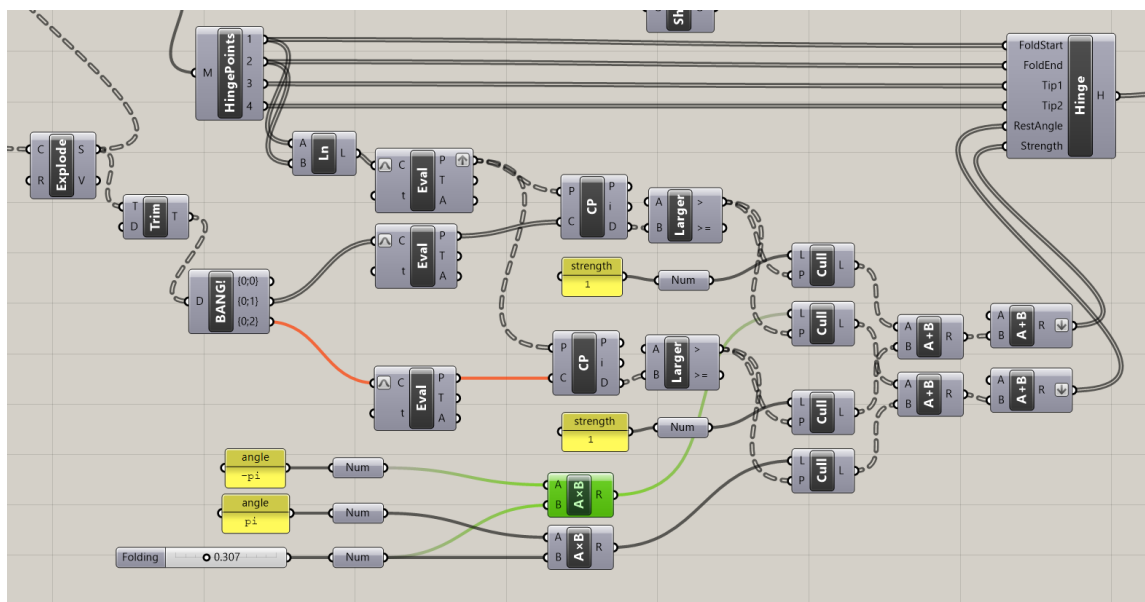 Sh
M
HingePoints
1
2
3
4
FoldStart
FoldEnd
Tip1
Tip2
RestAngle
Strength
Hinge
H
C
R
Explode
S
V
A
B
Ln
L
C
t
Eval
P
T
A
T
D
Trim
T
P
C
CP
P
i
D
A
B
Larger
>
>=
C
t
Eval
P
T
A
D
BANG!
{0;0}
{0;1}
{0;2}
strength
1
Num
L
P
Cull
L
L
P
Cull
L
A
B
A+B
R
A
B
A+B
R
P
C
CP
P
i
D
A
B
Larger
>
>=
C
t
Eval
P
T
A
A
B
A+B
R
A
B
A+B
R
strength
1
Num
L
P
Cull
L
L
P
Cull
L
angle
-pi
Num
A
B
A×B
R
angle
pi
Num
A
B
A×B
R
Folding
0.307
Num